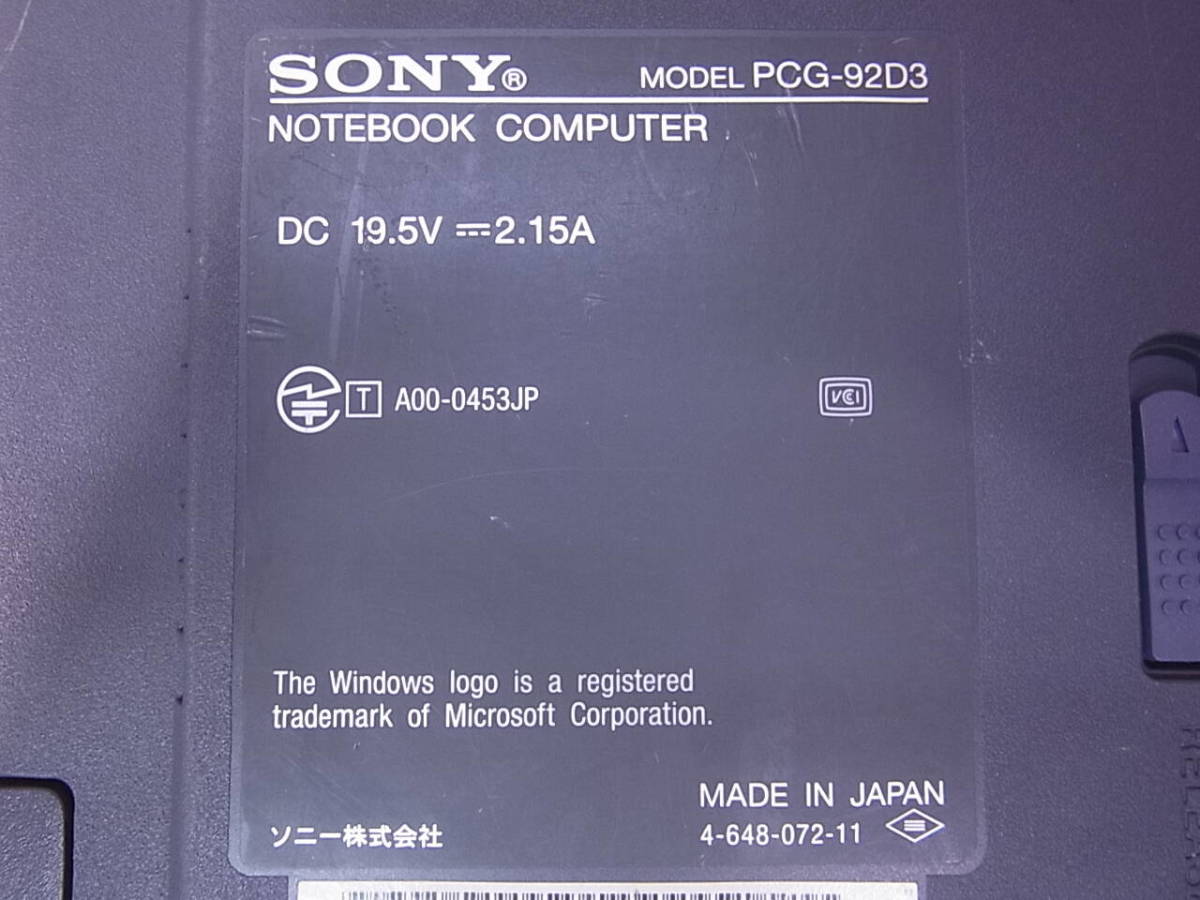 SONY® MODEL PCG-92D3
NOTEBOOK COMPUTER
DC 19.5V ⎓ 2.15A
T A00-0453JP VCI
The Windows logo is a registered
trademark of Microsoft Corporation.
MADE IN JAPAN
ソニー株式会社 4-648-072-11